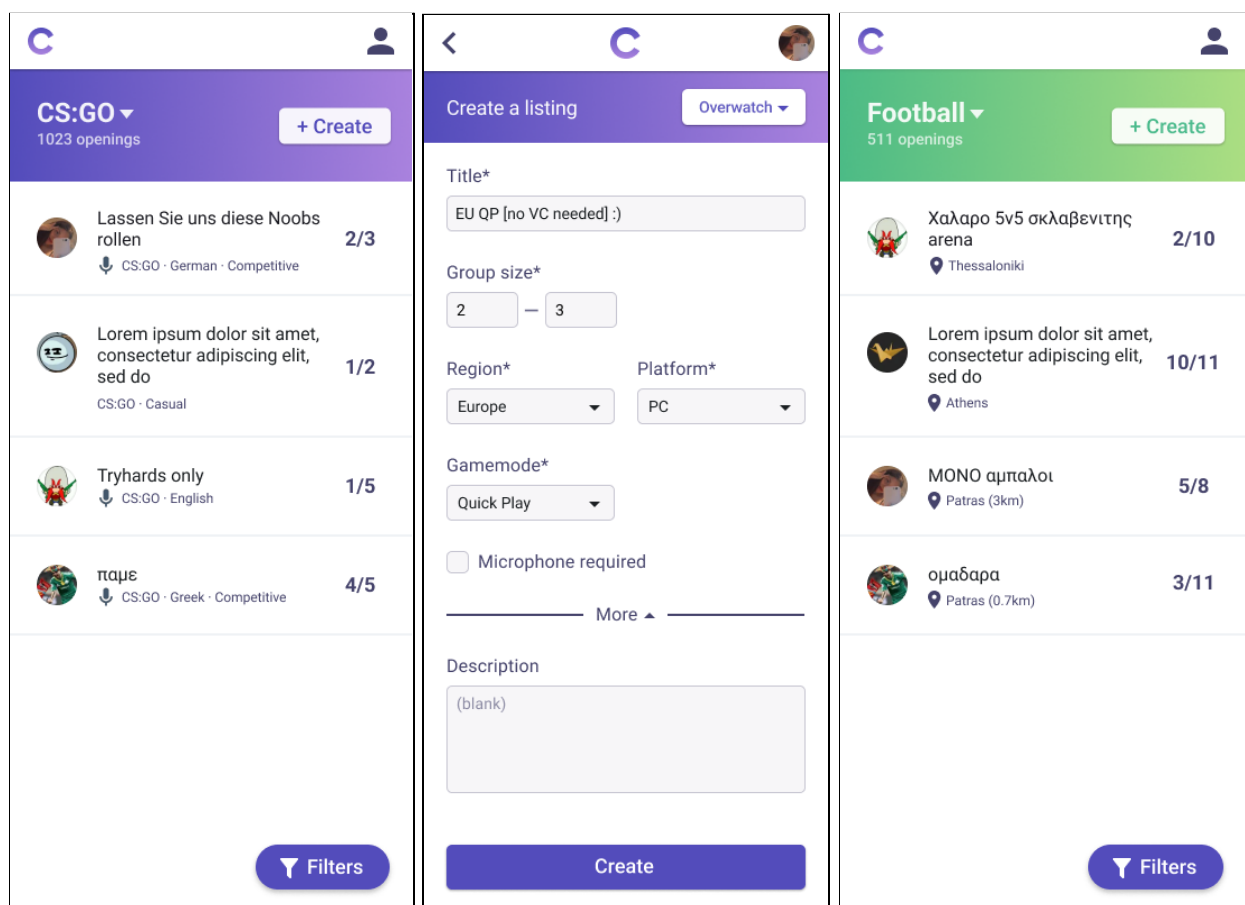 C
CS:GO
1023 openings
+ Create
Lassen Sie uns diese Noobs
rollen
2/3
CS:GO · German · Competitive
Lorem ipsum dolor sit amet,
consectetur adipiscing elit,
sed do
1/2
CS:GO · Casual
Tryhards only
1/5
CS:GO · English
παμε
4/5
CS:GO · Greek · Competitive
Filters
C
Create a listing
Overwatch
Title*
EU QP [no VC needed] :)
Group size*
2 — 3
Region* Platform*
Europe PC
Gamemode*
Quick Play
Microphone required
More
Description
(blank)
Create
C
Football
511 openings
+ Create
Χαλαρο 5v5 σκλαβενιτης
arena
2/10
Thessaloniki
Lorem ipsum dolor sit amet,
consectetur adipiscing elit,
sed do
10/11
Athens
ΜΟΝΟ αμπαλοι
5/8
Patras (3km)
ομαδαρα
3/11
Patras (0.7km)
Filters